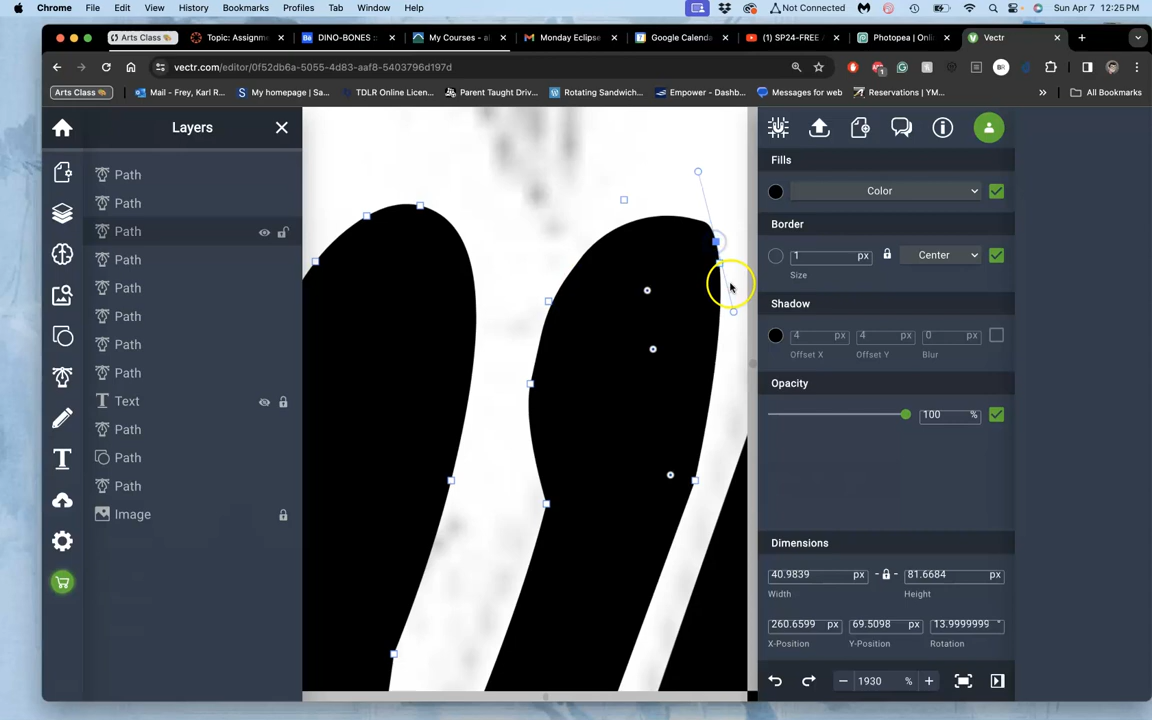 Chrome File Edit View History Bookmarks Profiles Tab Window Help Not Connected Sun Apr 7 12:25 PM
Arts Class Topic: Assignme DINO-BONES :: My Courses - al Monday Eclipse Google Calenda (1) SP24-FREE Photopea | Onli Vectr
vectr.com/editor/0f52db6a-5055-4d83-aaf8-5403796d197d
Arts Class Mail - Frey, Karl R... My homepage | Sa... TDLR Online Licen... Parent Taught Driv... Rotating Sandwich... Empower - Dashb... Messages for web Reservations | YM... » All Bookmarks
Layers
Path
Path
Path
Path
Path
Path
Path
Path
Text
Path
Path
Path
Image
Fills
Color
Border
1 px Center
Size
Shadow
4 px 4 px 0 px
Offset X Offset Y Blur
Opacity
100 %
Dimensions
40.9839 px 81.6684 px
Width Height
260.6599 px 69.5098 px 13.9999999 °
X-Position Y-Position Rotation
1930 %